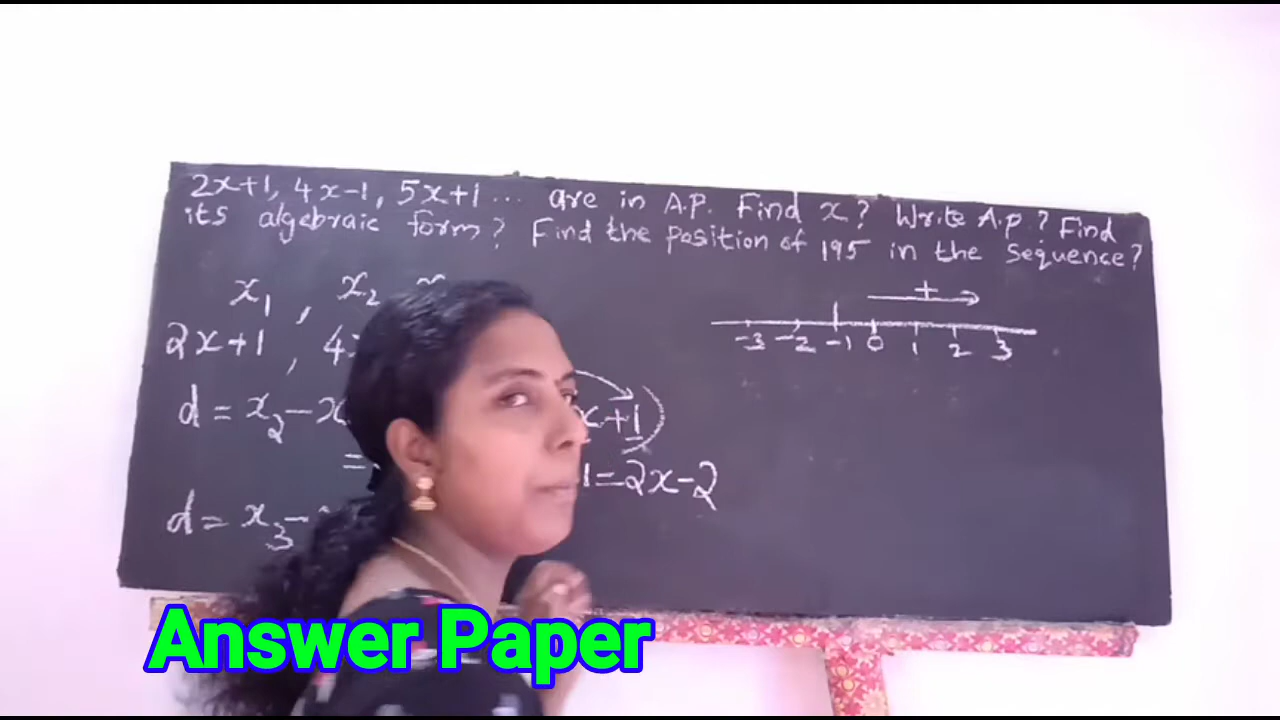 2x+1, 4x-1, 5x+1 ... are in A.P. Find x? Write A.p? Find
its algebraic form? Find the position of 195 in the sequence?
x₁ , x₂
+
-3 -2 -1 0 1 2 3
2x+1 , 4
d = x₂ - x
x+1)
=
1=2x-2
d = x₃ -
Answer Paper